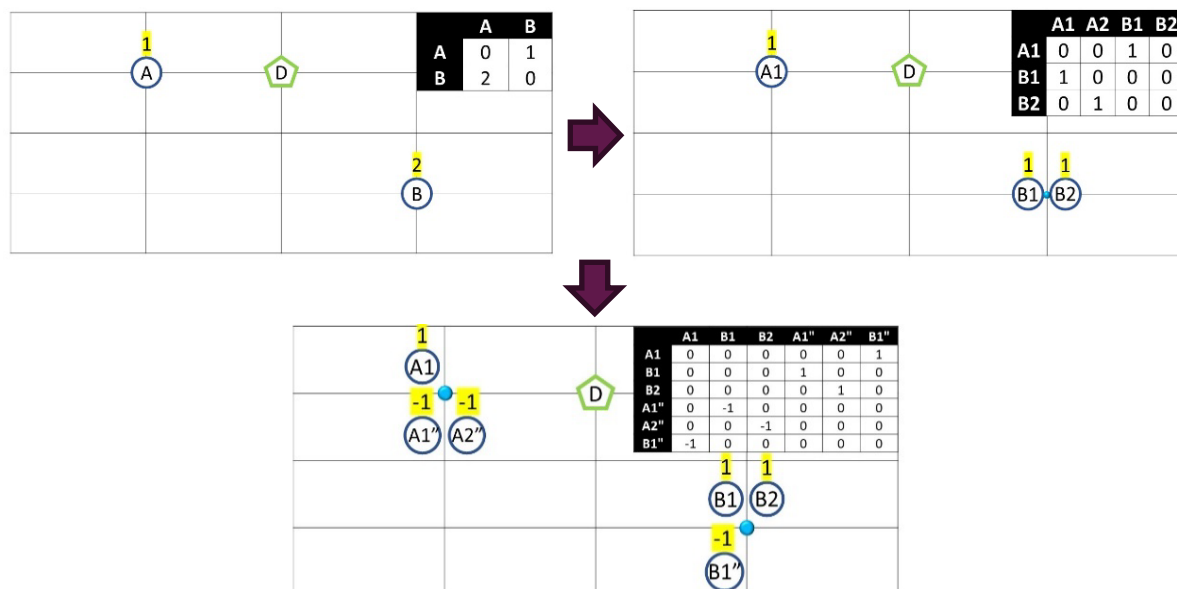 A B
1
A 0 1
A D
B 2 0
2
B
A1 A2 B1 B2
1
A1 0 0 1 0
A1 D
B1 1 0 0 0
B2 0 1 0 0
1 1
B1 B2
A1 B1 B2 A1" A2" B1"
1
A1 0 0 0 0 0 1
A1
B1 0 0 0 1 0 0
B2 0 0 0 0 1 0
-1 -1 D
A1" 0 -1 0 0 0 0
A1" A2"
A2" 0 0 -1 0 0 0
B1" -1 0 0 0 0 0
1 1
B1 B2
-1
B1"